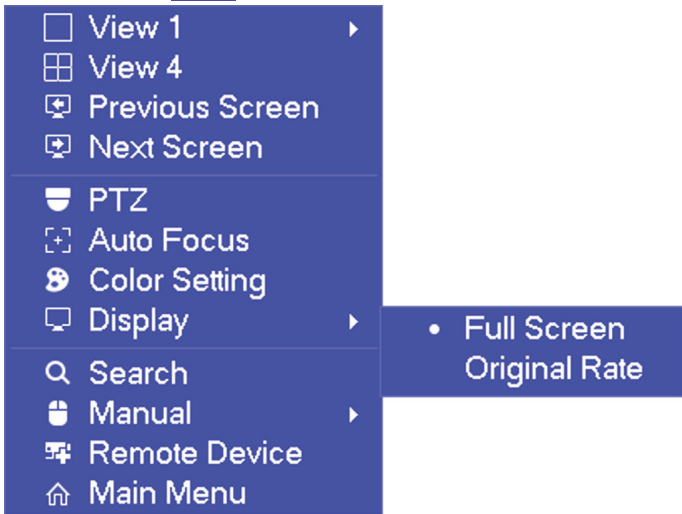 View 1
View 4
Previous Screen
Next Screen
PTZ
Auto Focus
Color Setting
Display
Full Screen
Original Rate
Search
Manual
Remote Device
Main Menu